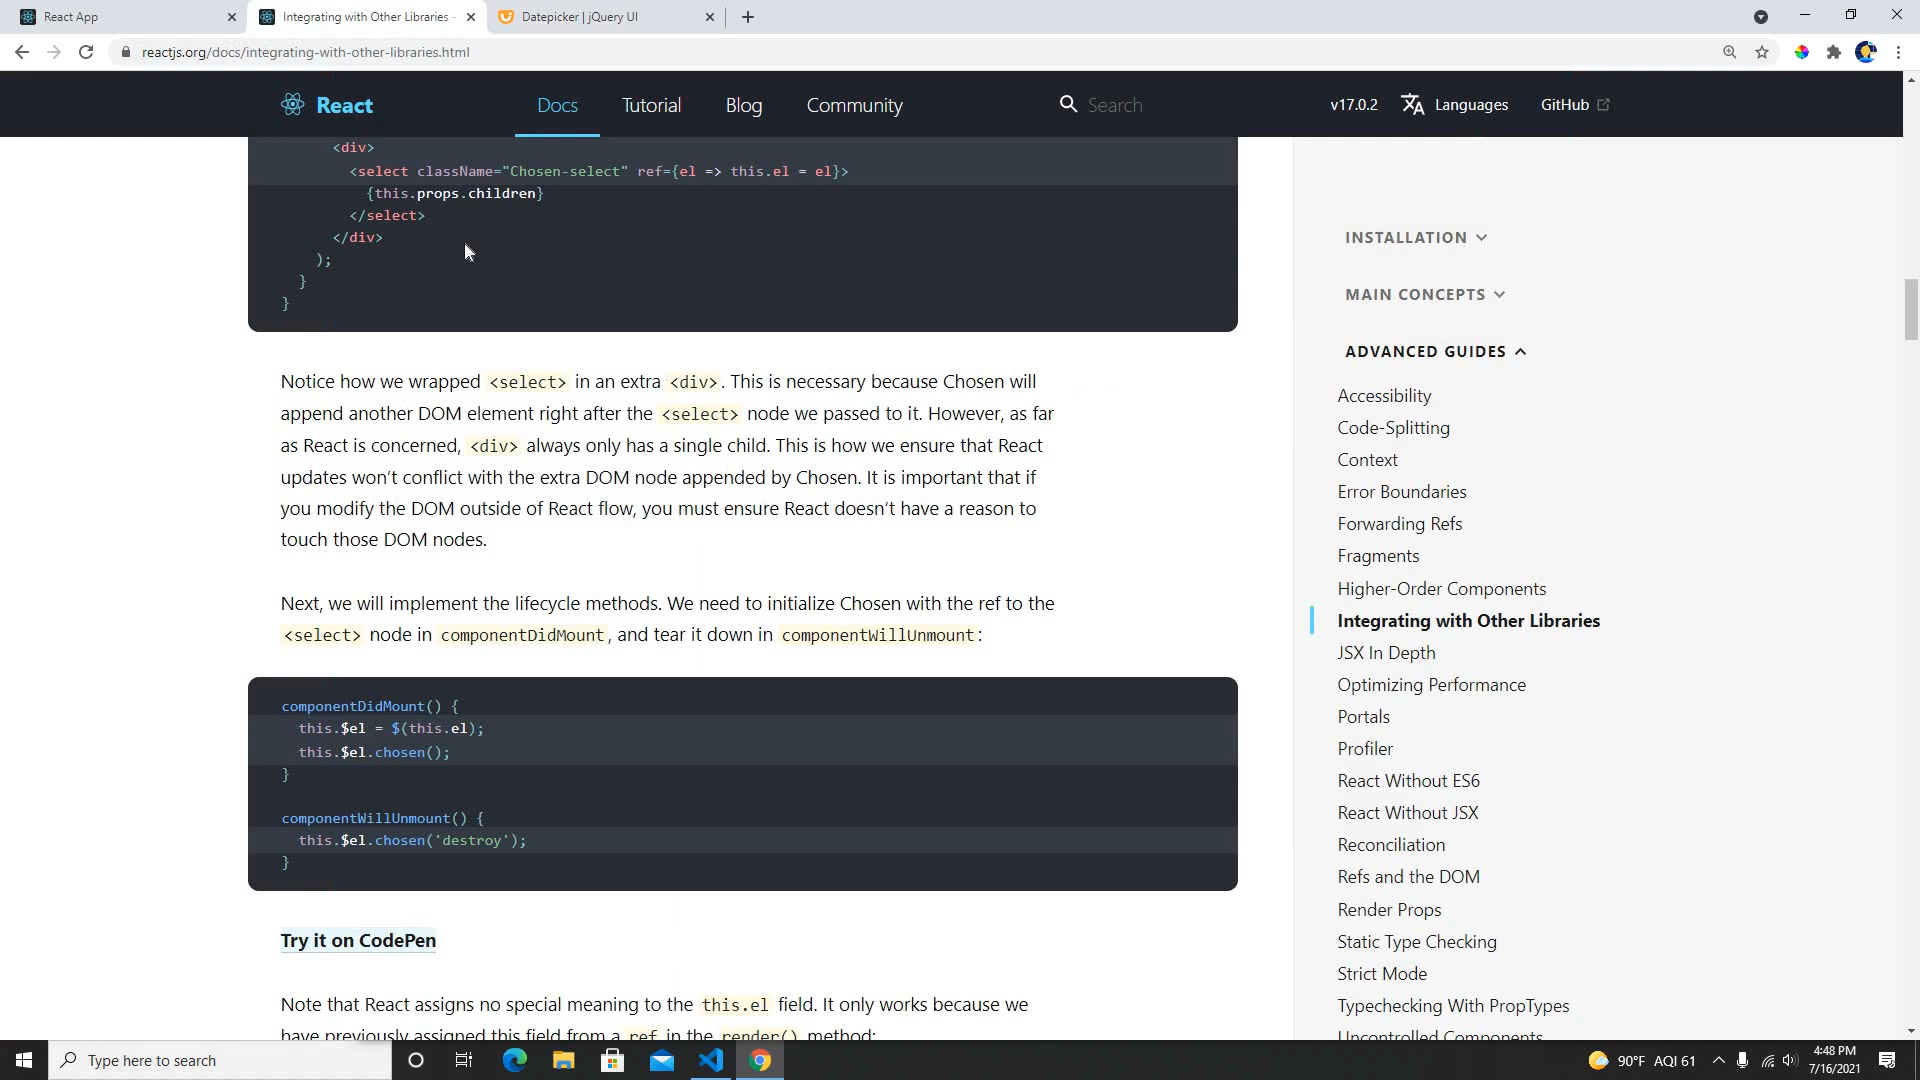 React App
Integrating with Other Libraries -
Datepicker | jQuery UI
reactjs.org/docs/integrating-with-other-libraries.html
React
Docs
Tutorial
Blog
Community
Search
v17.0.2
Languages
GitHub
<div>
<select className="Chosen-select" ref={el => this.el = el}>
{this.props.children}
</select>
</div>
);
}
}
Notice how we wrapped <select> in an extra <div>. This is necessary because Chosen will
append another DOM element right after the <select> node we passed to it. However, as far
as React is concerned, <div> always only has a single child. This is how we ensure that React
updates won’t conflict with the extra DOM node appended by Chosen. It is important that if
you modify the DOM outside of React flow, you must ensure React doesn’t have a reason to
touch those DOM nodes.
Next, we will implement the lifecycle methods. We need to initialize Chosen with the ref to the
<select> node in componentDidMount, and tear it down in componentWillUnmount:
componentDidMount() {
this.$el = $(this.el);
this.$el.chosen();
}
componentWillUnmount() {
this.$el.chosen('destroy');
}
Try it on CodePen
Note that React assigns no special meaning to the this.el field. It only works because we
have previously assigned this field from a ref in the render() method:
INSTALLATION
MAIN CONCEPTS
ADVANCED GUIDES
Accessibility
Code-Splitting
Context
Error Boundaries
Forwarding Refs
Fragments
Higher-Order Components
Integrating with Other Libraries
JSX In Depth
Optimizing Performance
Portals
Profiler
React Without ES6
React Without JSX
Reconciliation
Refs and the DOM
Render Props
Static Type Checking
Strict Mode
Typechecking With PropTypes
Uncontrolled Components
Type here to search
90°F AQI 61
4:48 PM
7/16/2021